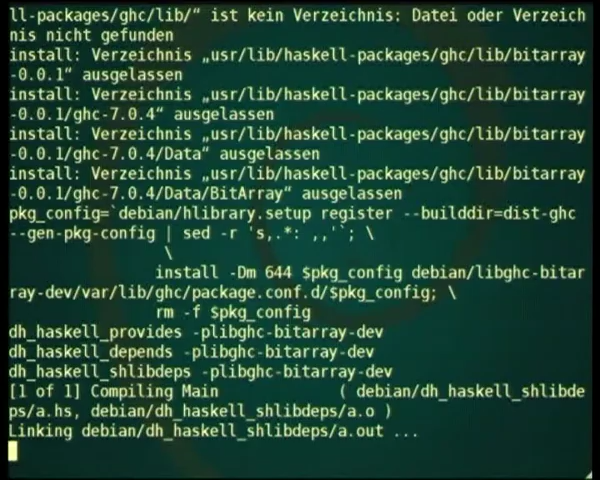 ll-packages/ghc/lib/“ ist kein Verzeichnis: Datei oder Verzeich
nis nicht gefunden
install: Verzeichnis „usr/lib/haskell-packages/ghc/lib/bitarray
-0.0.1“ ausgelassen
install: Verzeichnis „usr/lib/haskell-packages/ghc/lib/bitarray
-0.0.1/ghc-7.0.4“ ausgelassen
install: Verzeichnis „usr/lib/haskell-packages/ghc/lib/bitarray
-0.0.1/ghc-7.0.4/Data“ ausgelassen
install: Verzeichnis „usr/lib/haskell-packages/ghc/lib/bitarray
-0.0.1/ghc-7.0.4/Data/BitArray“ ausgelassen
pkg_config=`debian/hlibrary.setup register --builddir=dist-ghc
--gen-pkg-config | sed -r 's,.*: ,,'`; \
\
install -Dm 644 $pkg_config debian/libghc-bitar
ray-dev/var/lib/ghc/package.conf.d/$pkg_config; \
rm -f $pkg_config
dh_haskell_provides -plibghc-bitarray-dev
dh_haskell_depends -plibghc-bitarray-dev
dh_haskell_shlibdeps -plibghc-bitarray-dev
[1 of 1] Compiling Main             ( debian/dh_haskell_shlibde
ps/a.hs, debian/dh_haskell_shlibdeps/a.o )
Linking debian/dh_haskell_shlibdeps/a.out ...